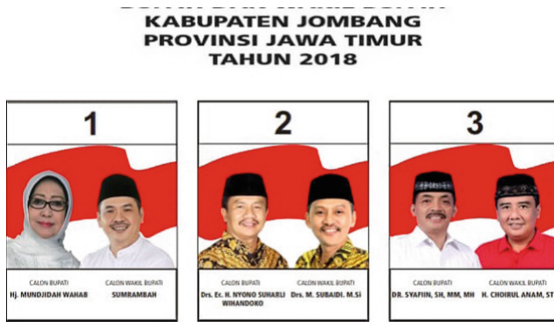 KABUPATEN JOMBANG
PROVINSI JAWA TIMUR
TAHUN 2018
1
2
3
CALON BUPATI
CALON WAKIL BUPATI
Hj. MUNDJIDAH WAHAB
SUMRAMBAH
CALON BUPATI
CALON WAKIL BUPATI
Drs. Ec. H. NYONO SUHARLI
WIHANDOKO
Drs. M. SUBAIDI. M.Si
CALON BUPATI
CALON WAKIL BUPATI
DR. SYAFIIN, SH, MM, MH
H. CHOIRUL ANAM, ST